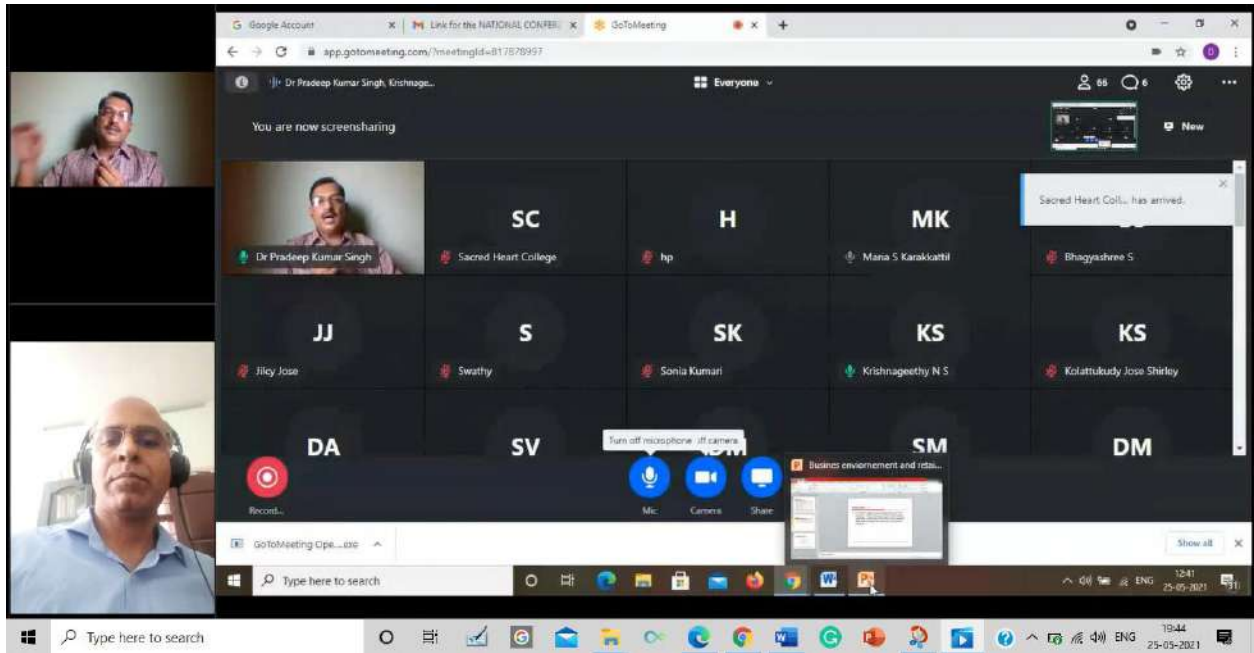 Google Account
Link for the NATIONAL CONFER
GoToMeeting
app.gotomeeting.com/?meetingId=817878997
Dr Pradeep Kumar Singh, Krishnage...
Everyone
66
6
You are now screensharing
New
Sacred Heart Coll... has arrived.
SC
H
MK
Dr Pradeep Kumar Singh
Sacred Heart College
hp
Maria S Karakkattil
Bhagyashree S
JJ
S
SK
KS
KS
Jilcy Jose
Swathy
Sonia Kumari
Krishnageethy N S
Kolattukudy Jose Shirley
DA
SV
DM
SM
DM
Turn off microphone
off camera
Busines enviornement and retai...
Record...
Mic
Camera
Share
GoToMeeting Ope....exe
Show all
Type here to search
ENG
12:41
25-05-2021
Type here to search
ENG
19:44
25-05-2021